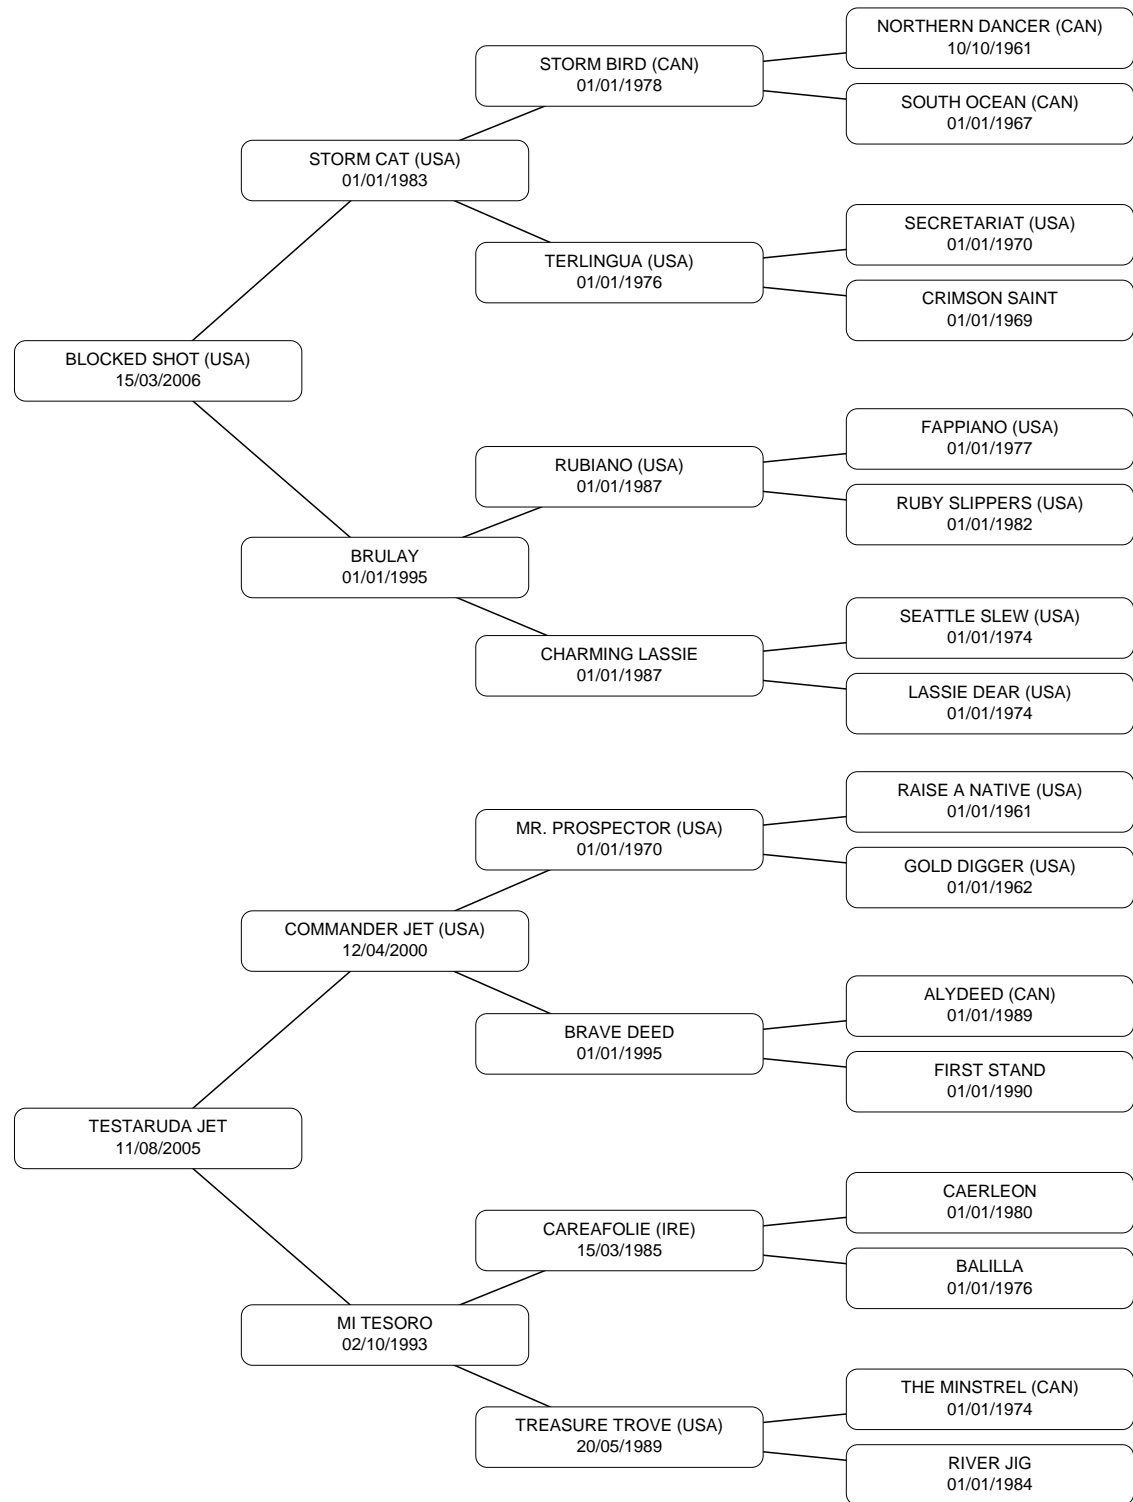 NORTHERN DANCER (CAN)
10/10/1961
STORM BIRD (CAN)
01/01/1978
SOUTH OCEAN (CAN)
01/01/1967
STORM CAT (USA)
01/01/1983
SECRETARIAT (USA)
01/01/1970
TERLINGUA (USA)
01/01/1976
CRIMSON SAINT
01/01/1969
BLOCKED SHOT (USA)
15/03/2006
FAPPIANO (USA)
01/01/1977
RUBIANO (USA)
01/01/1987
RUBY SLIPPERS (USA)
01/01/1982
BRULAY
01/01/1995
SEATTLE SLEW (USA)
01/01/1974
CHARMING LASSIE
01/01/1987
LASSIE DEAR (USA)
01/01/1974
RAISE A NATIVE (USA)
01/01/1961
MR. PROSPECTOR (USA)
01/01/1970
GOLD DIGGER (USA)
01/01/1962
COMMANDER JET (USA)
12/04/2000
ALYDEED (CAN)
01/01/1989
BRAVE DEED
01/01/1995
FIRST STAND
01/01/1990
TESTARUDA JET
11/08/2005
CAERLEON
01/01/1980
CAREAFOLIE (IRE)
15/03/1985
BALILLA
01/01/1976
MI TESORO
02/10/1993
THE MINSTREL (CAN)
01/01/1974
TREASURE TROVE (USA)
20/05/1989
RIVER JIG
01/01/1984